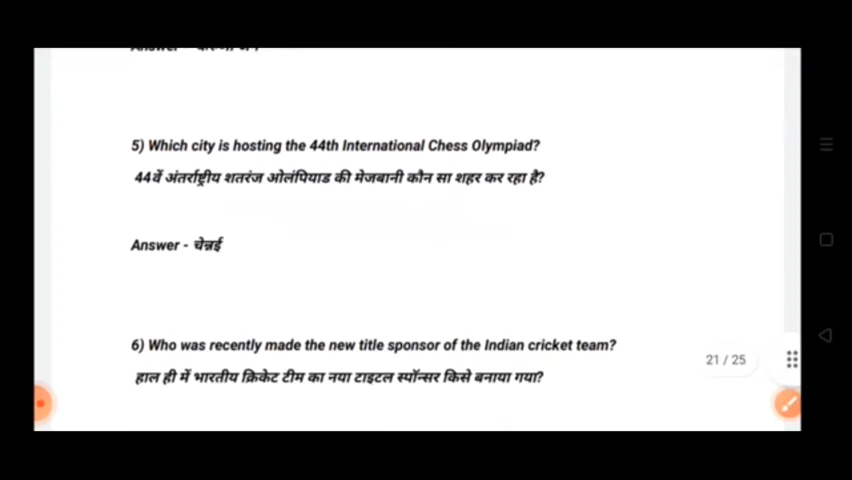 Answer -
5) Which city is hosting the 44th International Chess Olympiad?
44वें अंतर्राष्ट्रीय शतरंज ओलंपियाड की मेजबानी कौन सा शहर कर रहा है?
Answer - चेन्नई
6) Who was recently made the new title sponsor of the Indian cricket team?
21 / 25
हाल ही में भारतीय क्रिकेट टीम का नया टाइटल स्पॉन्सर किसे बनाया गया?